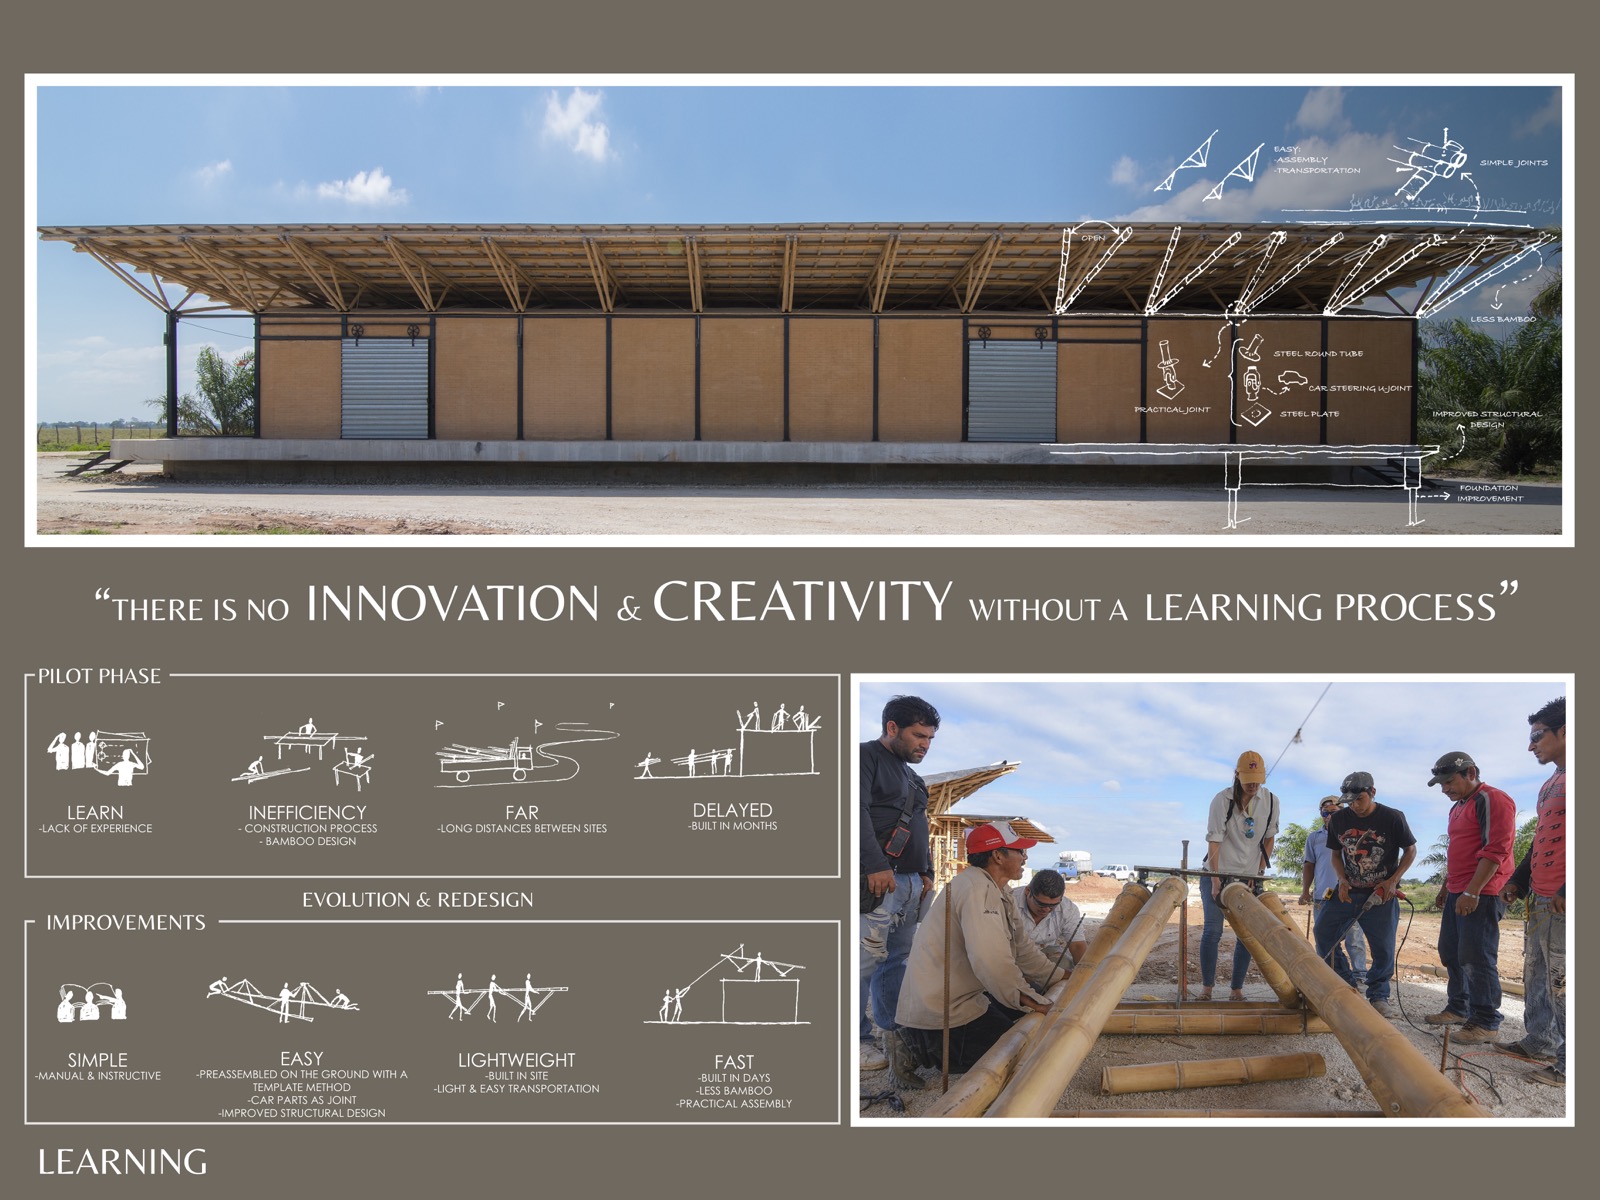 EASY:
-ASSEMBLY
-TRANSPORTATION
SIMPLE JOINTS
OPEN
LESS BAMBOO
STEEL ROUND TUBE
CAR STEERING U-JOINT
PRACTICAL JOINT
STEEL PLATE
IMPROVED STRUCTURAL
DESIGN
FOUNDATION
IMPROVEMENT
“THERE IS NO INNOVATION & CREATIVITY WITHOUT A LEARNING PROCESS”
PILOT PHASE
LEARN
-LACK OF EXPERIENCE
INEFFICIENCY
- CONSTRUCTION PROCESS
- BAMBOO DESIGN
FAR
-LONG DISTANCES BETWEEN SITES
DELAYED
-BUILT IN MONTHS
EVOLUTION & REDESIGN
IMPROVEMENTS
SIMPLE
-MANUAL & INSTRUCTIVE
EASY
-PREASSEMBLED ON THE GROUND WITH A
TEMPLATE METHOD
-CAR PARTS AS JOINT
-IMPROVED STRUCTURAL DESIGN
LIGHTWEIGHT
-BUILT IN SITE
-LIGHT & EASY TRANSPORTATION
FAST
-BUILT IN DAYS
-LESS BAMBOO
-PRACTICAL ASSEMBLY
LEARNING